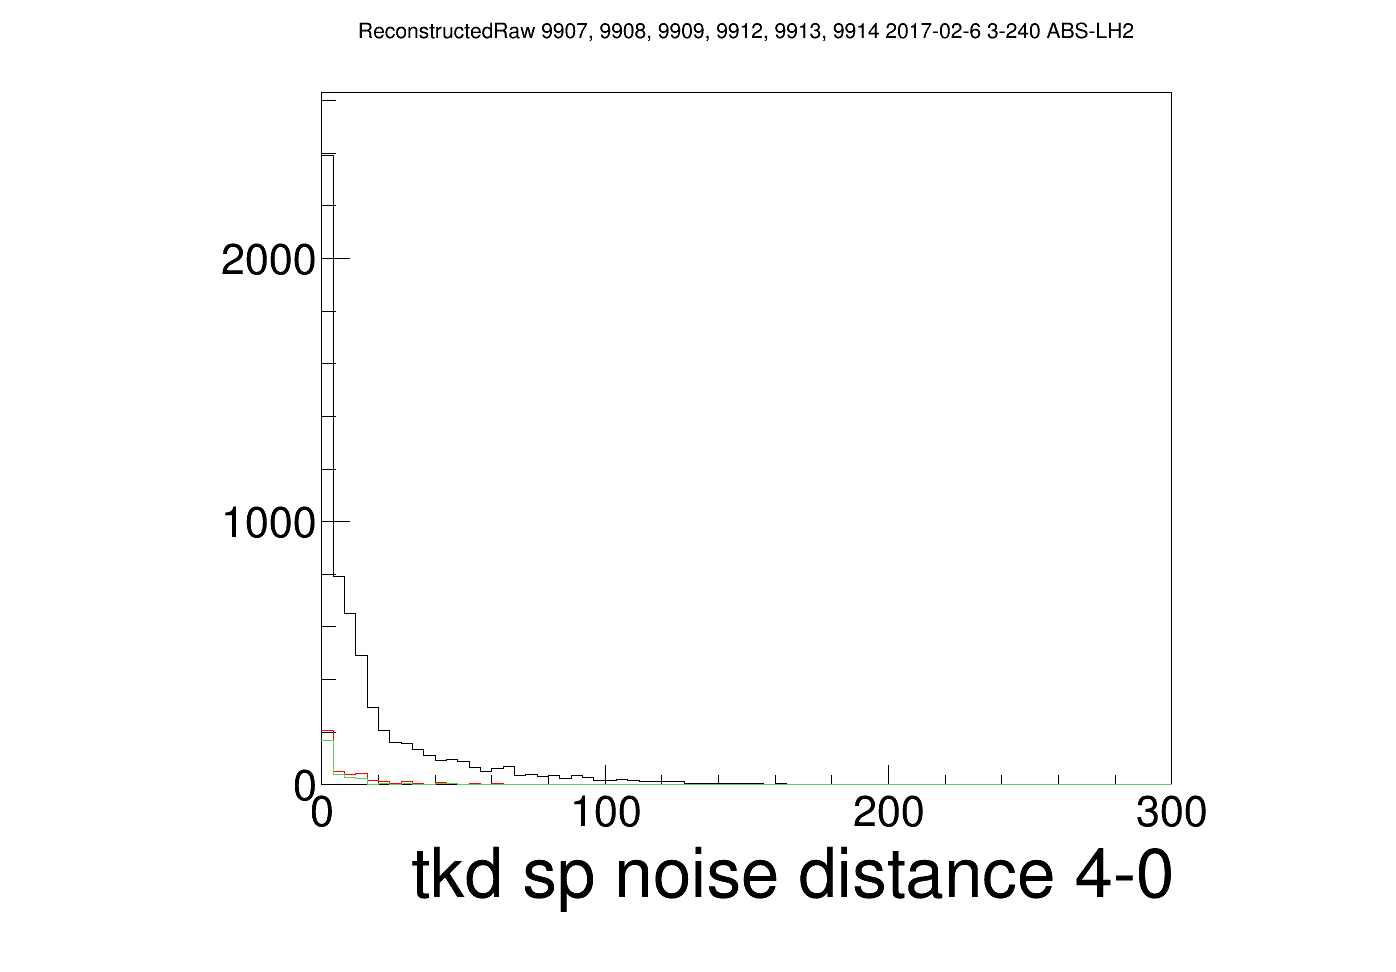 ReconstructedRaw 9907, 9908, 9909, 9912, 9913, 9914 2017-02-6 3-240 ABS-LH2
2000
1000
0
0 100 200 300
tkd sp noise distance 4-0